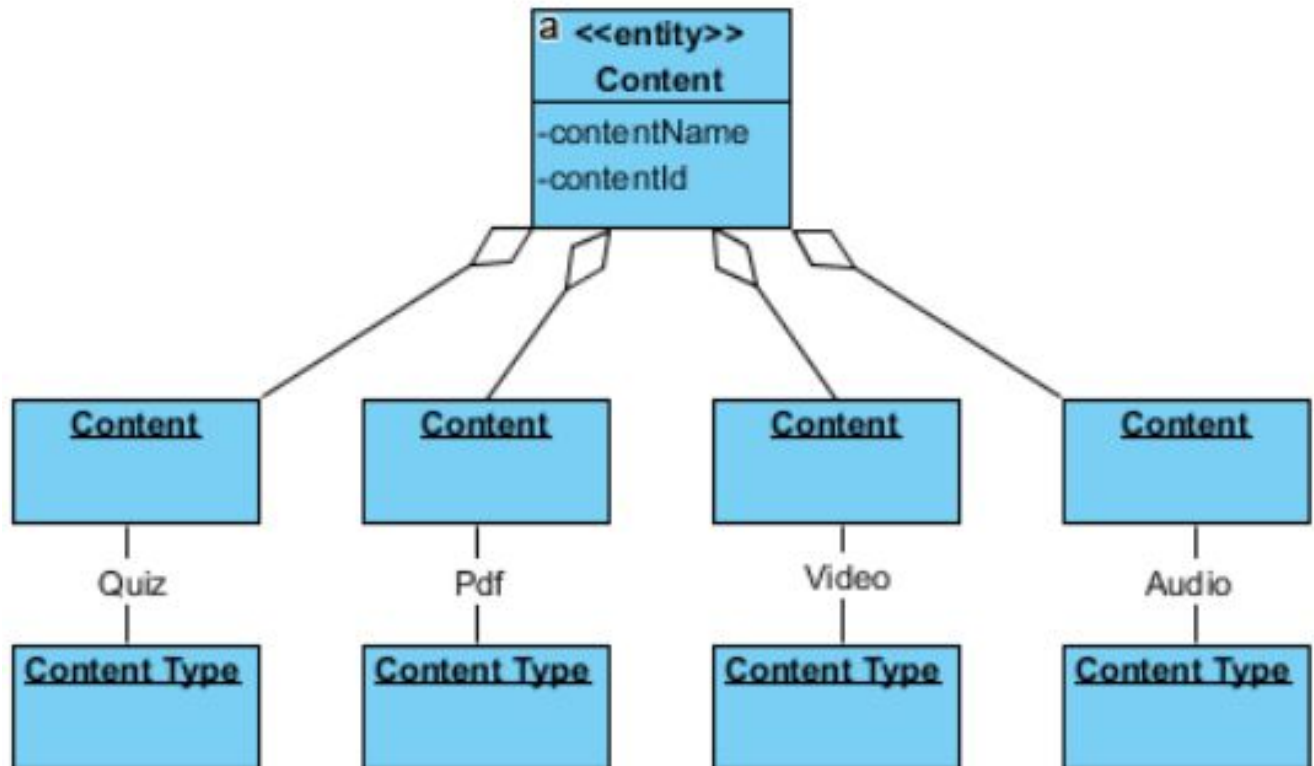 a <<entity>>
Content
-contentName
-contentId
Content Content Content Content
Quiz Pdf Video Audio
Content Type Content Type Content Type Content Type